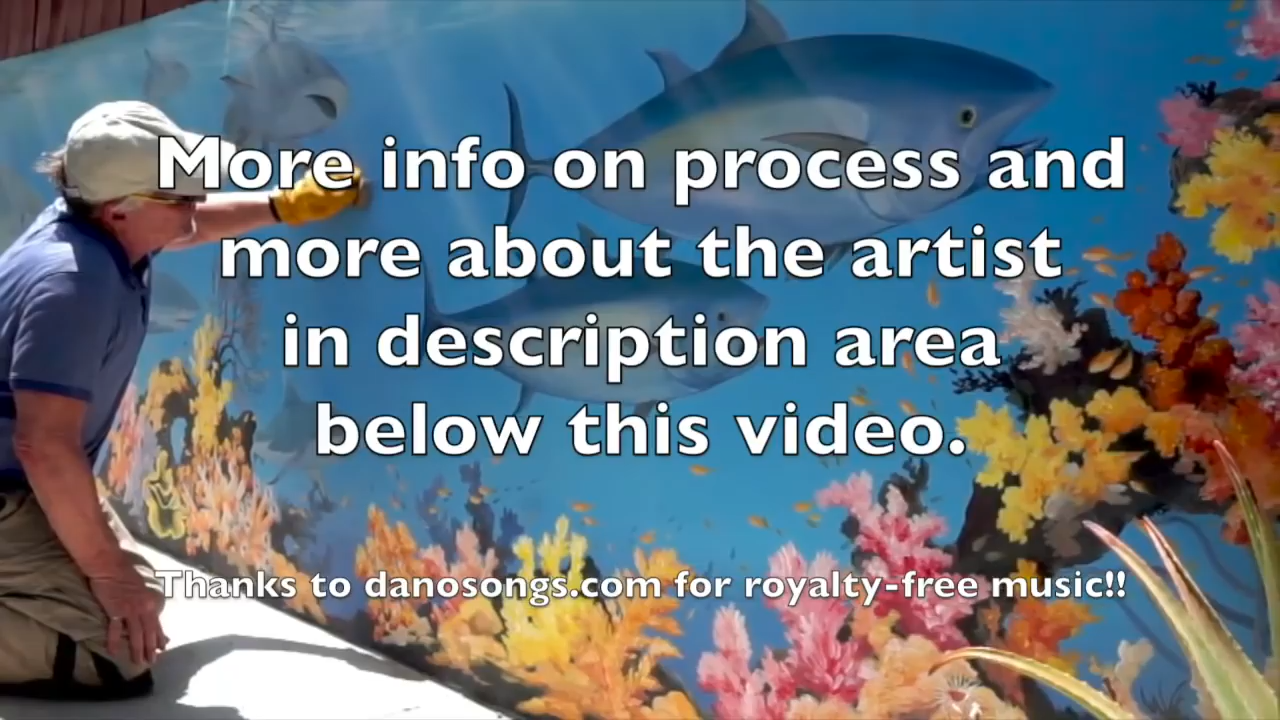 More info on process and
more about the artist
in description area
below this video.
Thanks to danosongs.com for royalty-free music!!